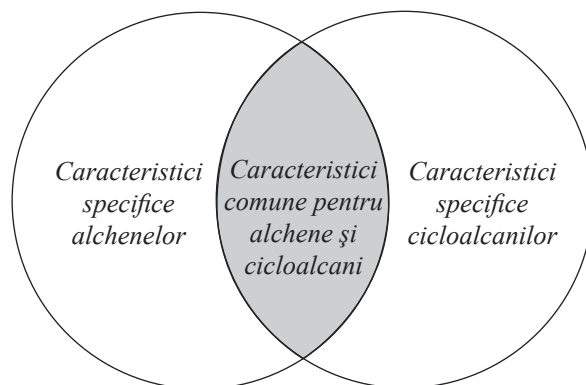 Caracteristici
specifice
alchenelor
Caracteristici
comune pentru
alchene şi
cicloalcani
Caracteristici
specifice
cicloalcanilor